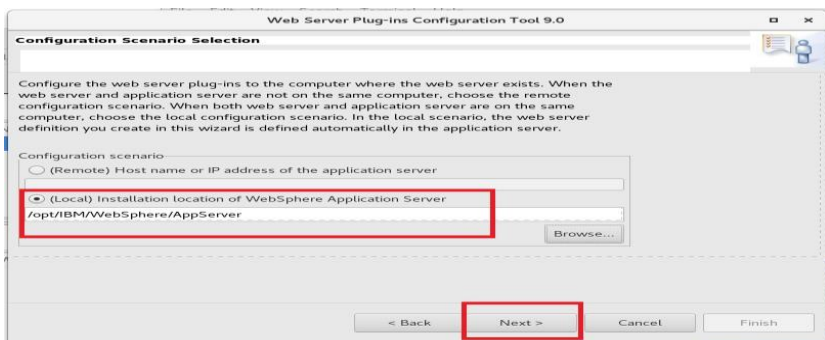 Web Server Plug-ins Configuration Tool 9.0
Configuration Scenario Selection
Configure the web server plug-ins to the computer where the web server exists. When the
web server and application server are not on the same computer, choose the remote
configuration scenario. When both web server and application server are on the same
computer, choose the local configuration scenario. In the local scenario, the web server
definition you create in this wizard is defined automatically in the application server.
Configuration scenario
(Remote) Host name or IP address of the application server
(Local) Installation location of WebSphere Application Server
/opt/IBM/WebSphere/AppServer
Browse...
< Back Next > Cancel Finish